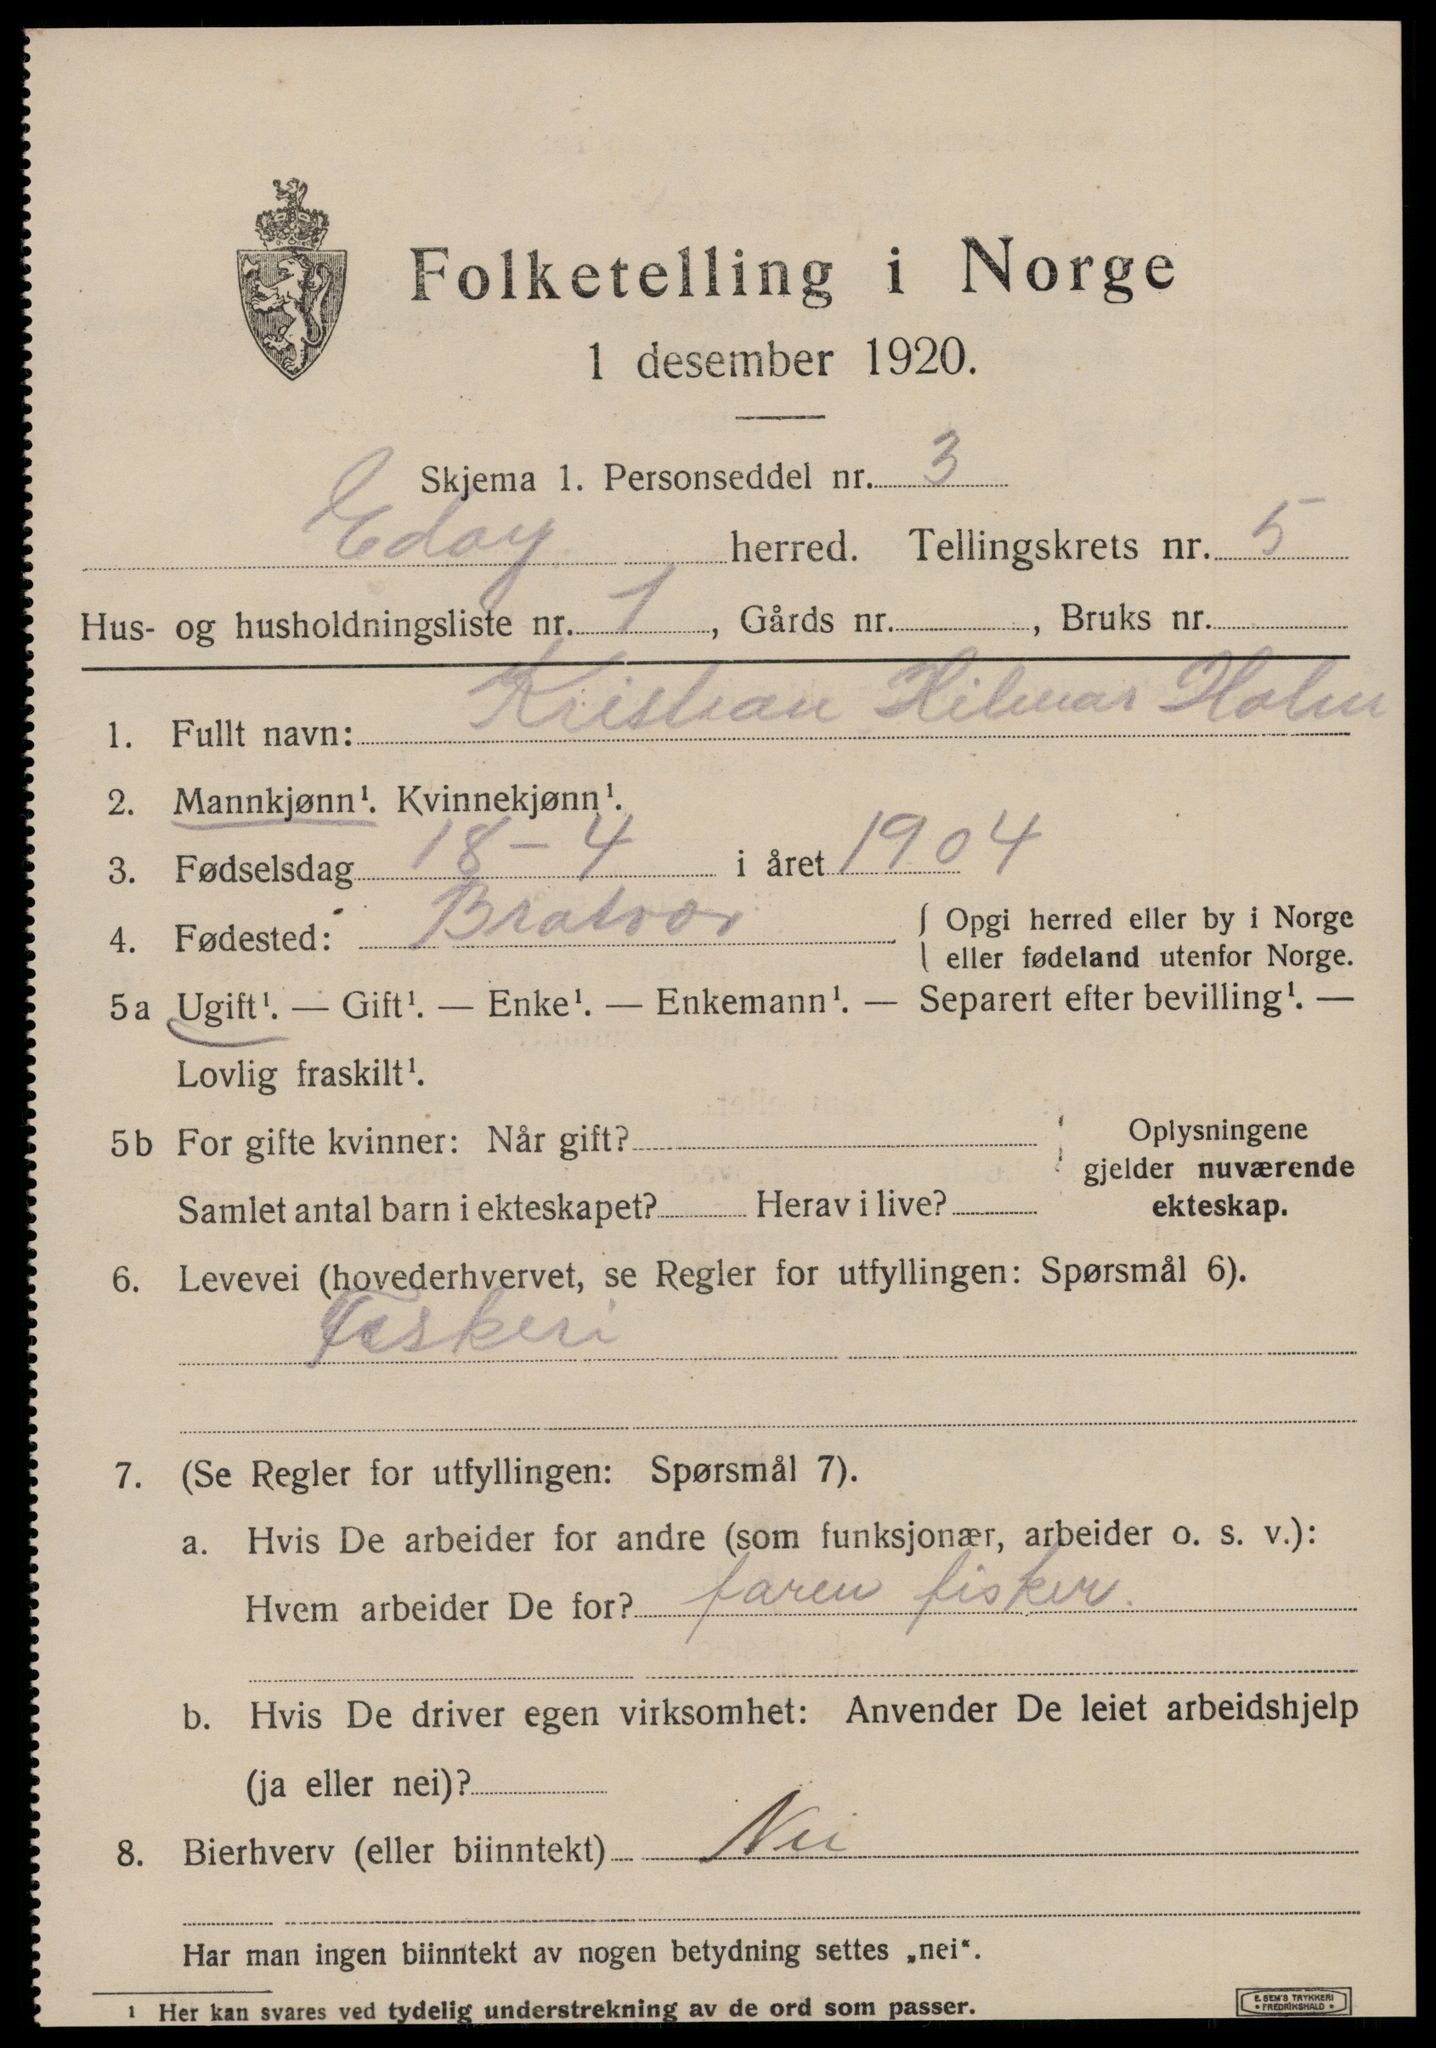 Folketelling i Norge
1 desember 1920.
Skjema 1. Personseddel nr. 3
Edøy herred. Tellingskrets nr. 5
Hus- og husholdningsliste nr. 1, Gårds nr. , Bruks nr.
1. Fullt navn: Kristian Hilmar Holm
2. Mannkjønn¹. Kvinnekjønn¹.
3. Fødselsdag 18-4 i året 1904
4. Fødested: Bratvær { Opgi herred eller by i Norge
eller fødeland utenfor Norge.
5a Ugift¹. — Gift¹. — Enke¹. — Enkemann¹. — Separert efter bevilling¹. —
Lovlig fraskilt¹.
5b For gifte kvinner: Når gift? Oplysningene
gjelder nuværende
Samlet antal barn i ekteskapet? Herav i live? ekteskap.
6. Levevei (hovederhvervet, se Regler for utfyllingen: Spørsmål 6).
Fiskeri
7. (Se Regler for utfyllingen: Spørsmål 7).
a. Hvis De arbeider for andre (som funksjonær, arbeider o. s. v.):
Hvem arbeider De for? faren fisker.
b. Hvis De driver egen virksomhet: Anvender De leiet arbeidshjelp
(ja eller nei)?
8. Bierhverv (eller biinntekt) Nei
Har man ingen biinntekt av nogen betydning settes „nei“.
¹ Her kan svares ved tydelig understrekning av de ord som passer.
E. SEM'S TRYKKERI
• FREDRIKSHALD •